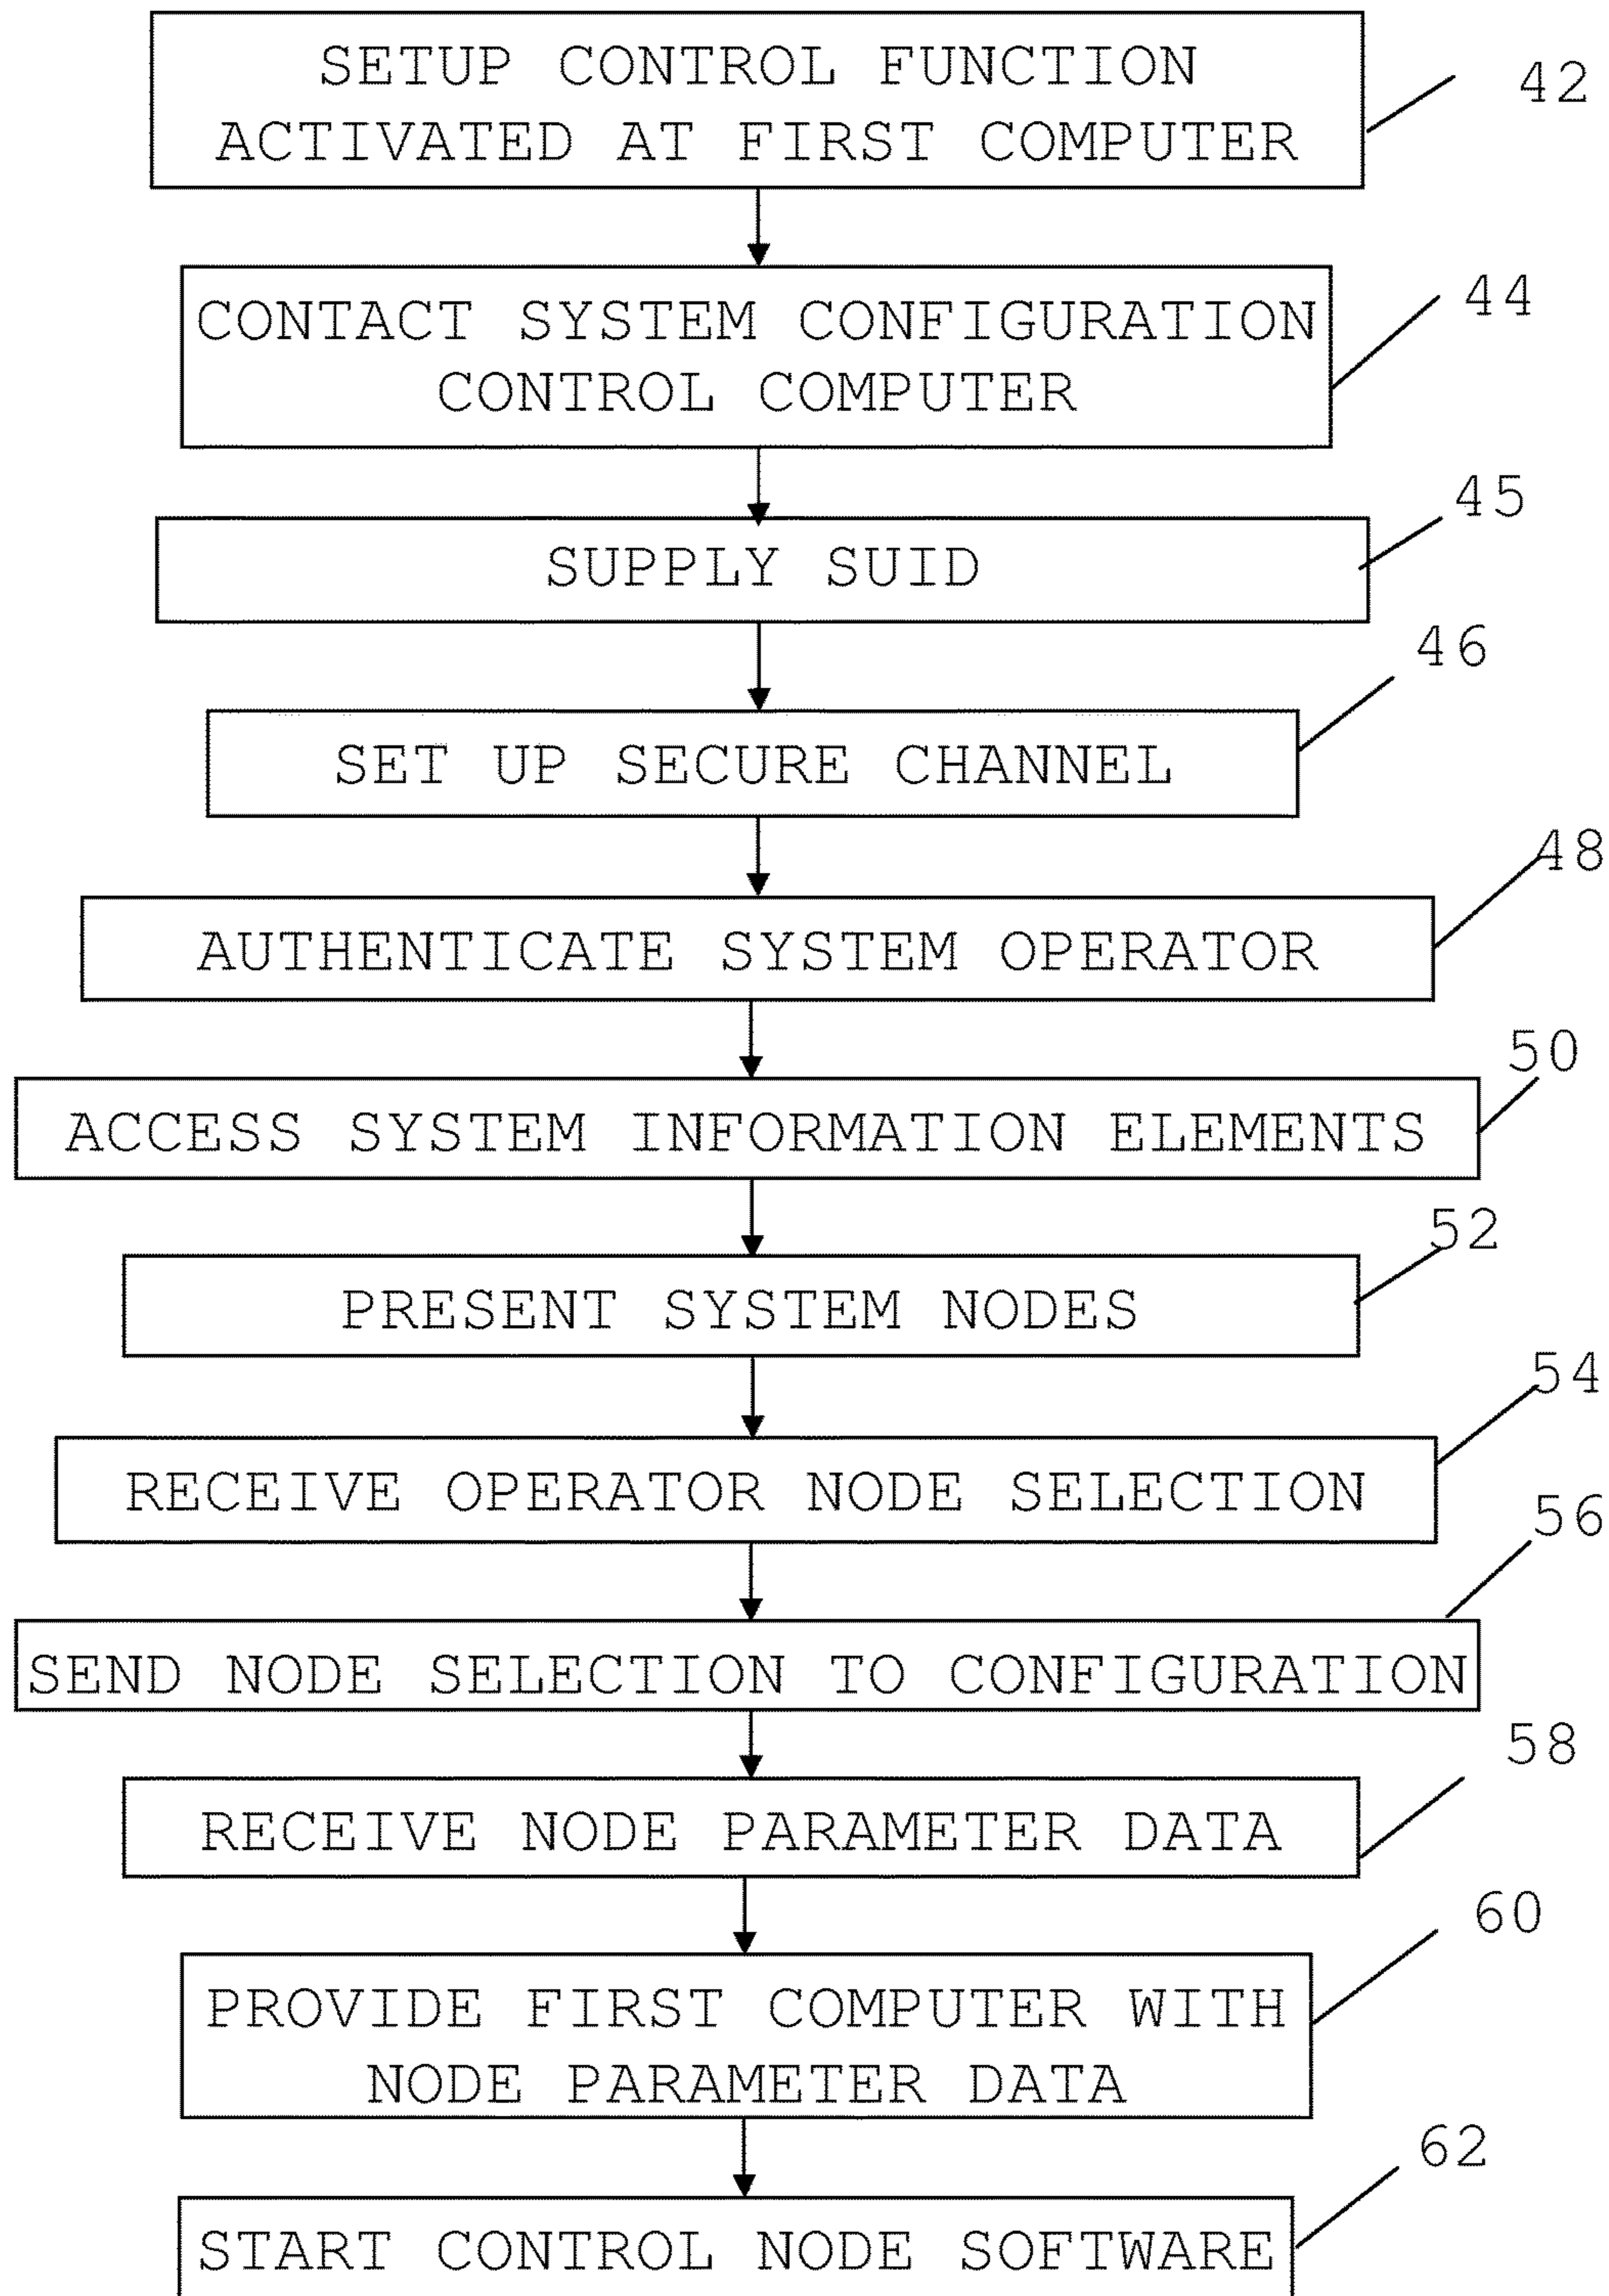 SETUP CONTROL FUNCTION
ACTIVATED AT FIRST COMPUTER
42
CONTACT SYSTEM CONFIGURATION
CONTROL COMPUTER
44
45
SUPPLY SUID
46
SET UP SECURE CHANNEL
48
AUTHENTICATE SYSTEM OPERATOR
50
ACCESS SYSTEM INFORMATION ELEMENTS
52
PRESENT SYSTEM NODES
54
RECEIVE OPERATOR NODE SELECTION
56
SEND NODE SELECTION TO CONFIGURATION
58
RECEIVE NODE PARAMETER DATA
60
PROVIDE FIRST COMPUTER WITH
NODE PARAMETER DATA
62
START CONTROL NODE SOFTWARE